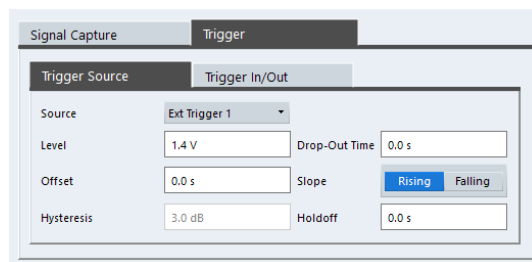 Signal Capture Trigger
Trigger Source Trigger In/Out
Source Ext Trigger 1
Level 1.4 V Drop-Out Time 0.0 s
Offset 0.0 s Slope Rising Falling
Hysteresis 3.0 dB Holdoff 0.0 s